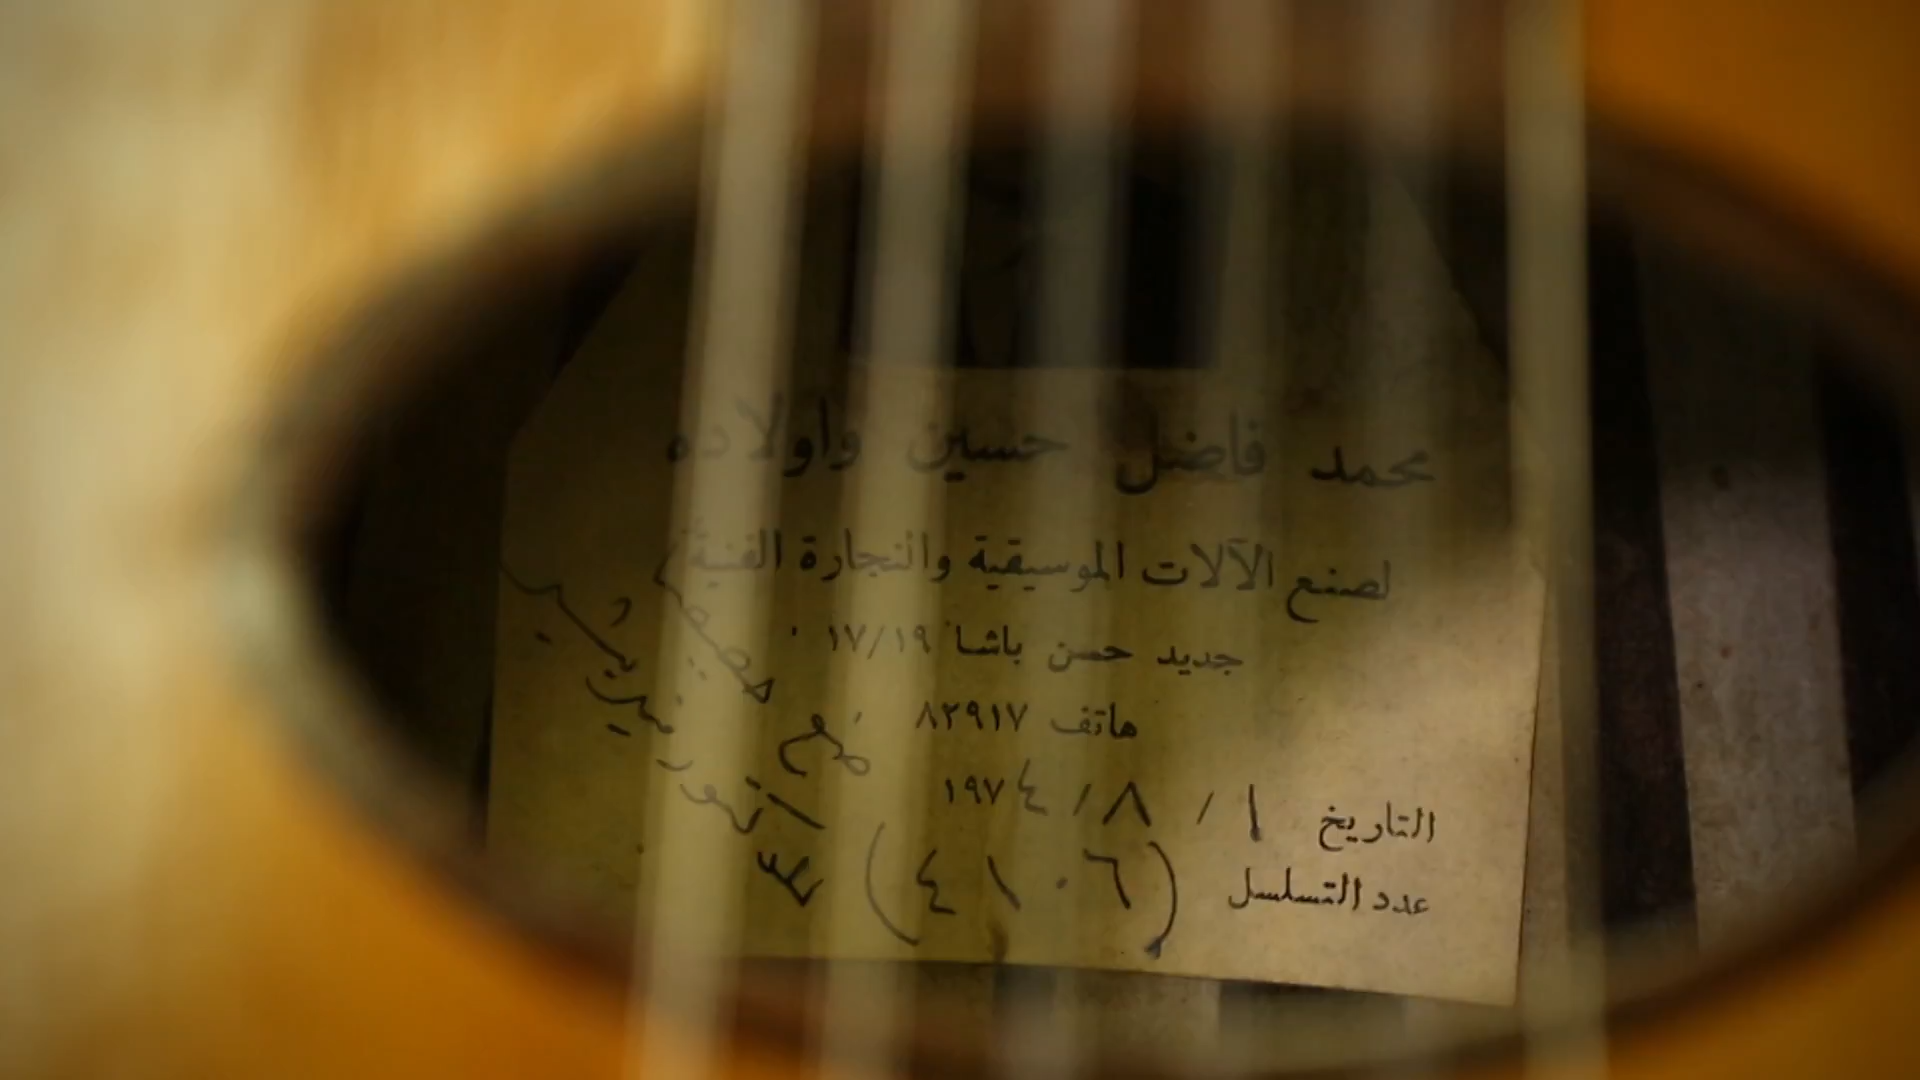 محمد فاضل حسين واولاده
لصنع الآلات الموسيقية والنجارة الفنية
جديد حسن باشا ١٧/١٩
هاتف ٨٢٩١٧
التاريخ ١ / ٨ / ١٩٧٤
عدد التسلسل (٤١٠٦)